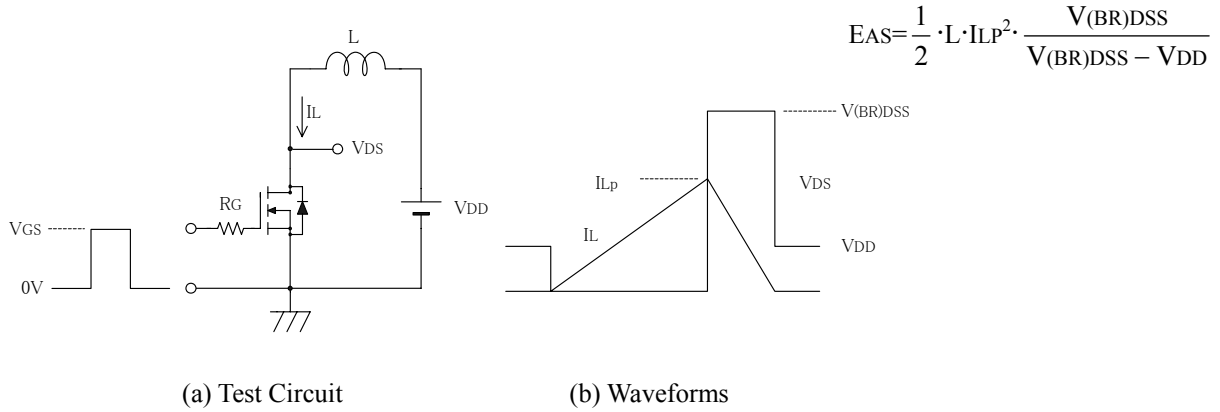 EAS=1/2 ·L·ILP²· V(BR)DSS / V(BR)DSS – VDD
L
IL
VDS
RG
VDD
VGS
0V
V(BR)DSS
ILp
VDS
IL
VDD
(a) Test Circuit
(b) Waveforms